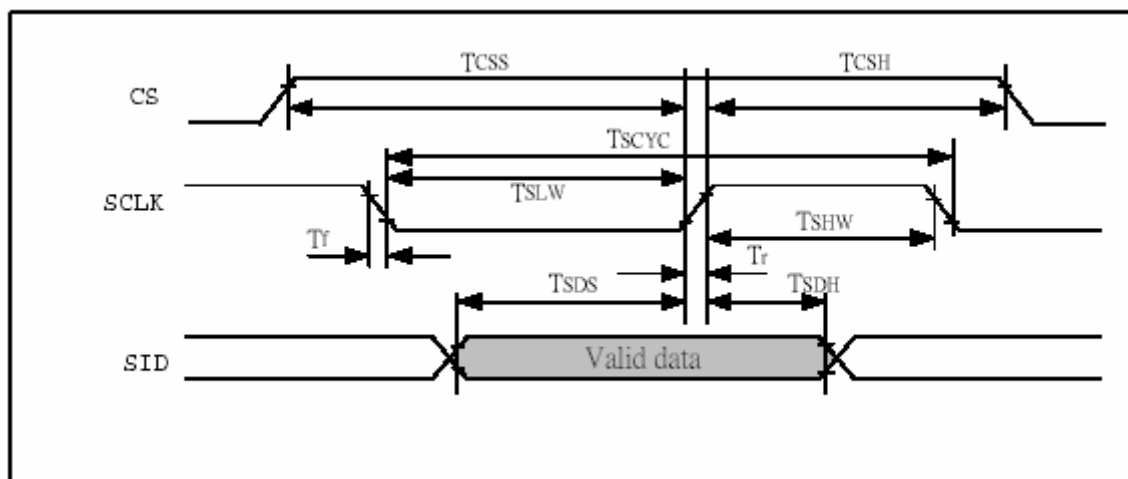 TCSS
TCSH
CS
TSCYC
TSLW
SCLK
TSHW
Tf
Tr
TSDS
TSDH
SID
Valid data